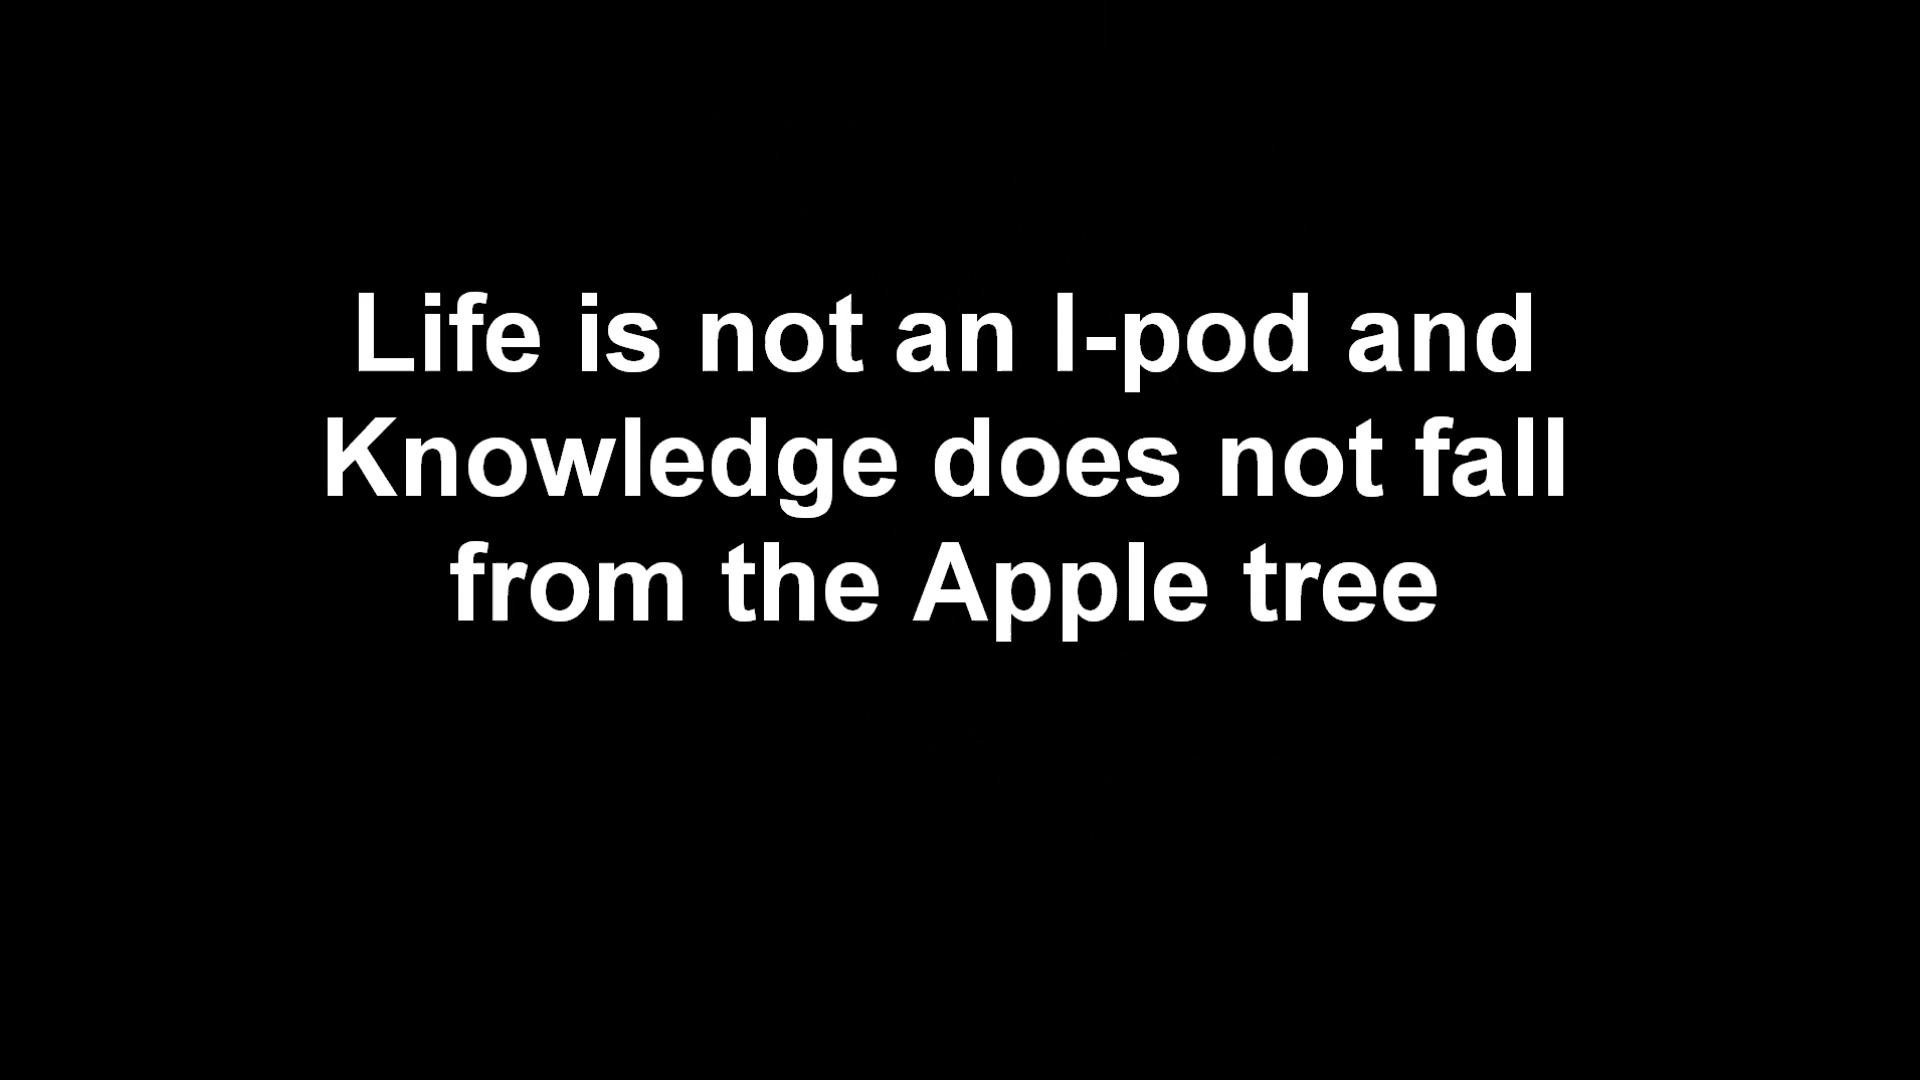 Life is not an I-pod and
Knowledge does not fall
from the Apple tree